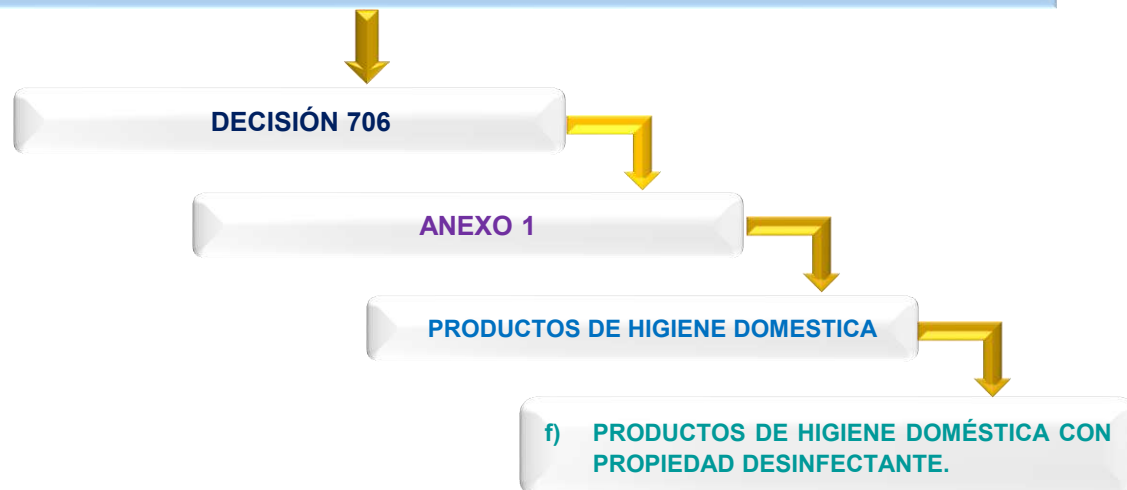 DECISIÓN 706
ANEXO 1
PRODUCTOS DE HIGIENE DOMESTICA
f) PRODUCTOS DE HIGIENE DOMÉSTICA CON
PROPIEDAD DESINFECTANTE.